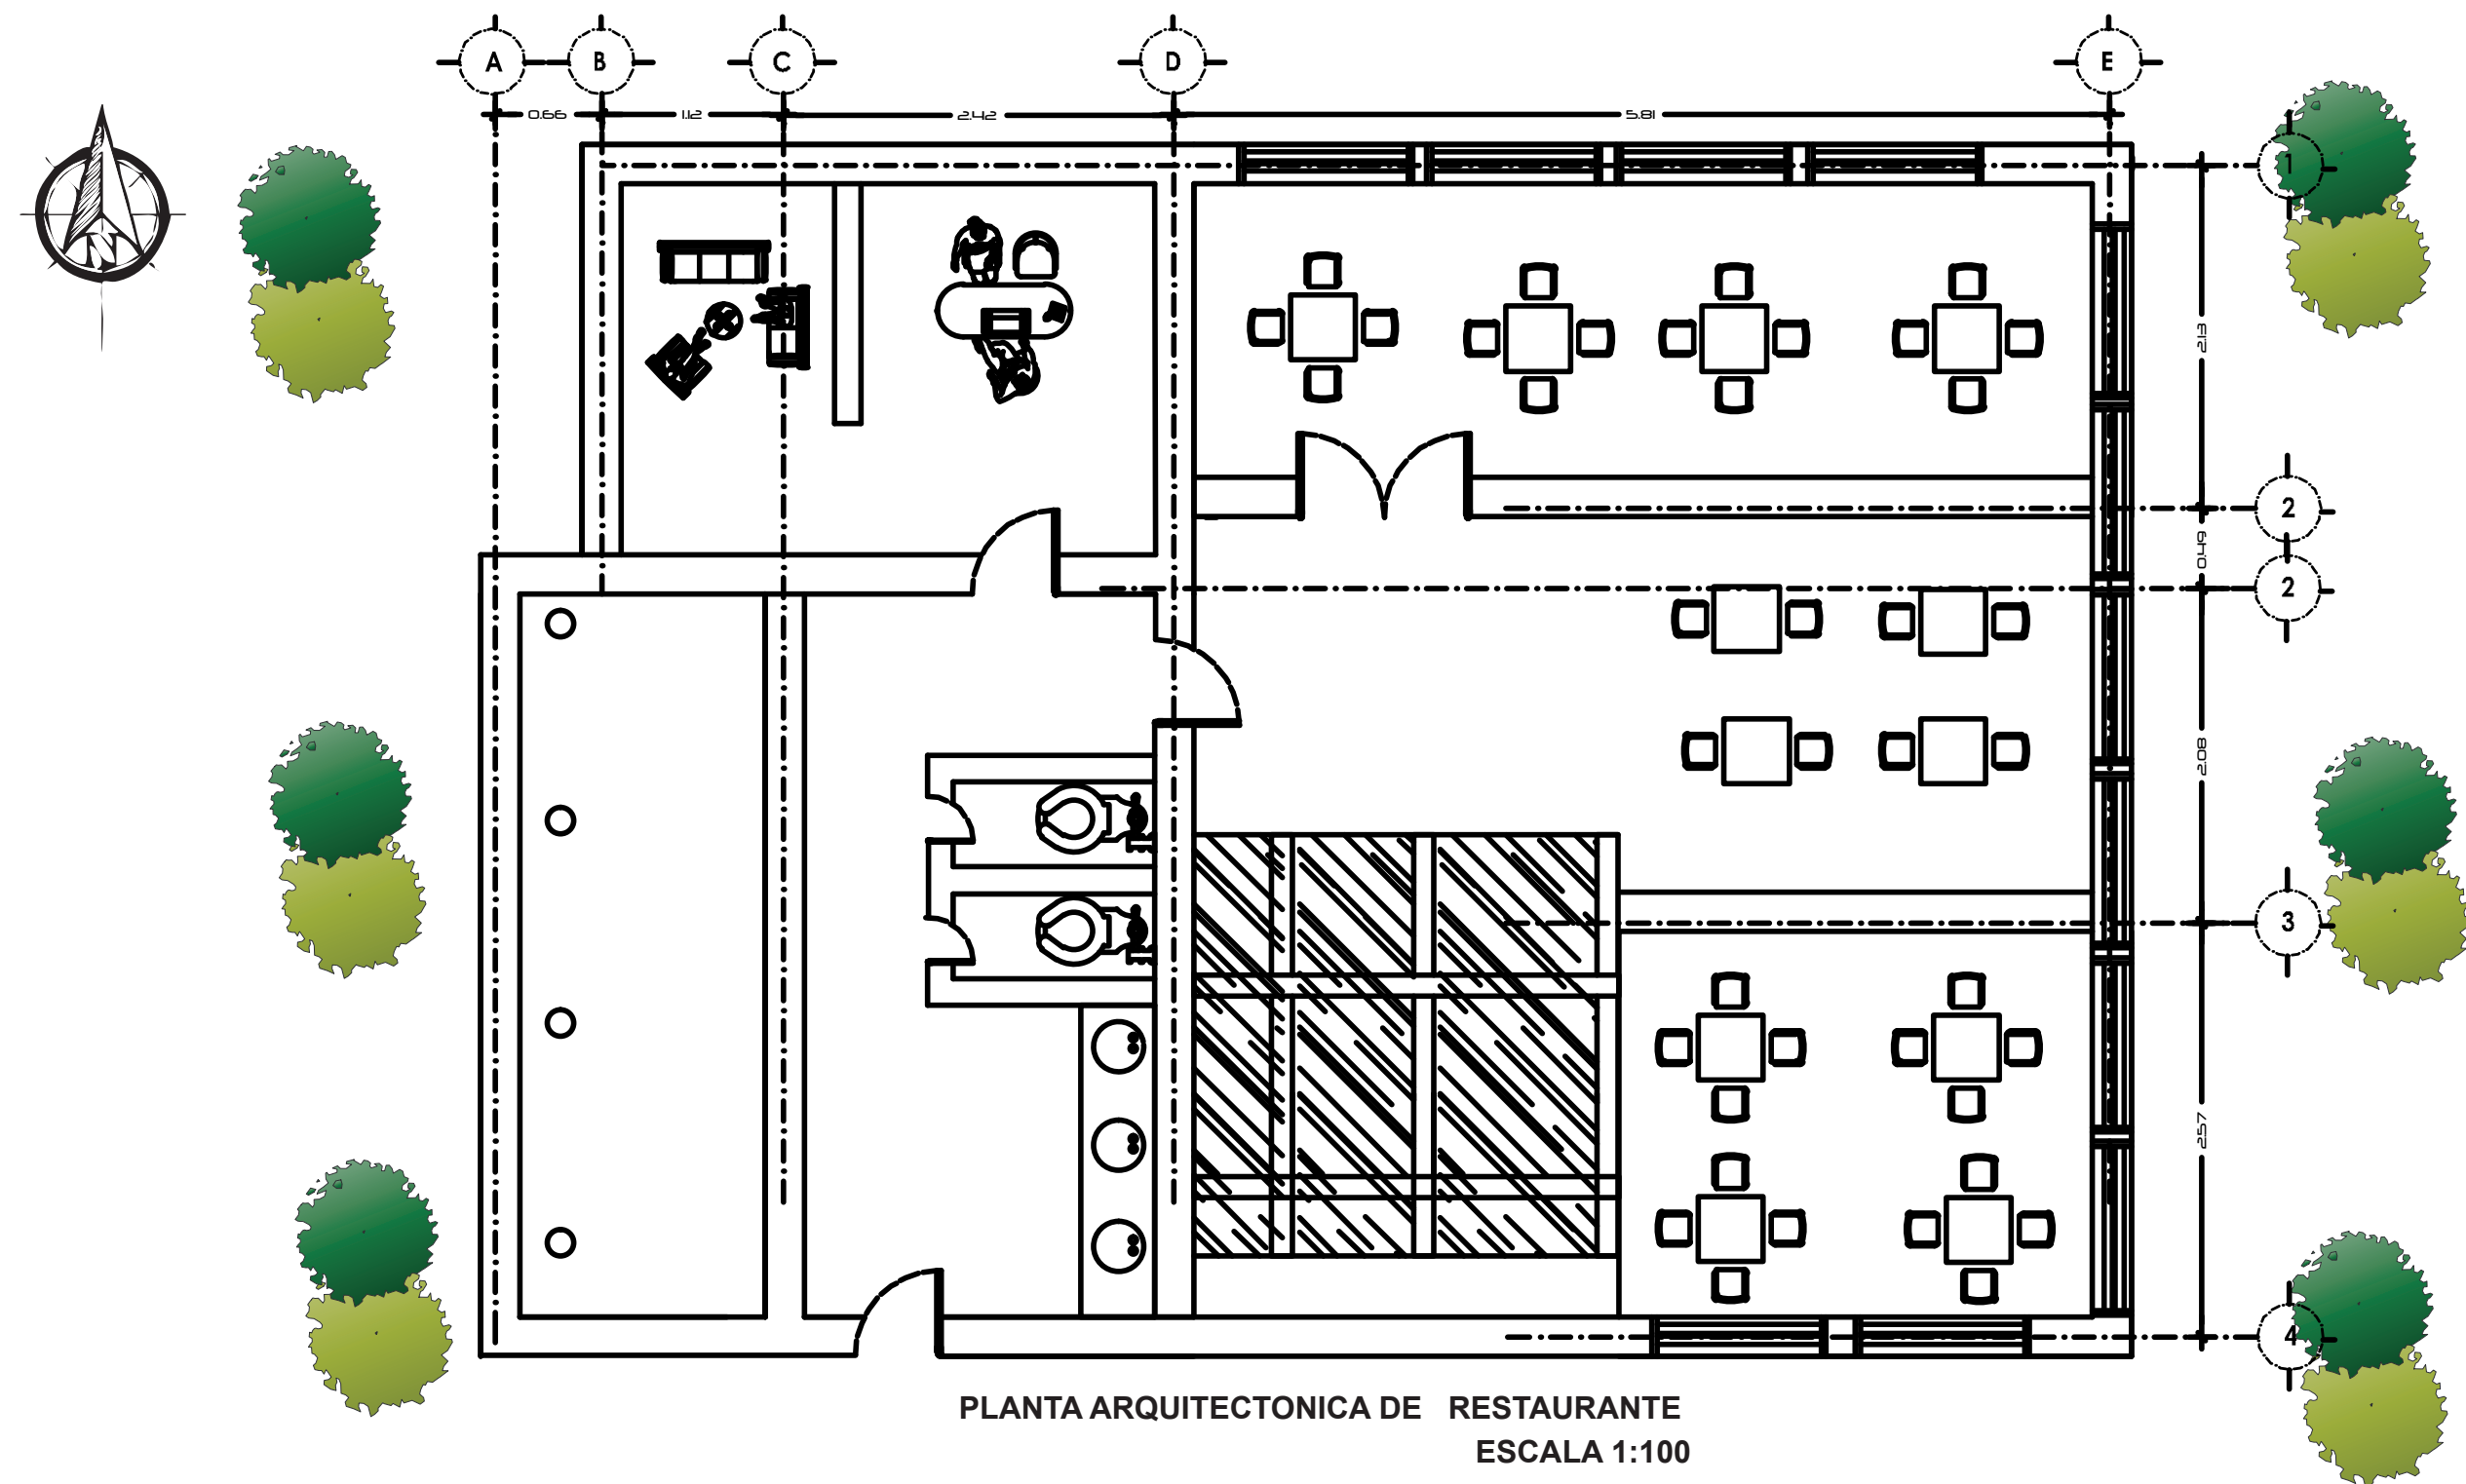 A B C D E
0.66 1.12 2.42 5.81
N
1
2.13
2
0.49
2
2.08
3
2.57
4
PLANTA ARQUITECTONICA DE RESTAURANTE
ESCALA 1:100